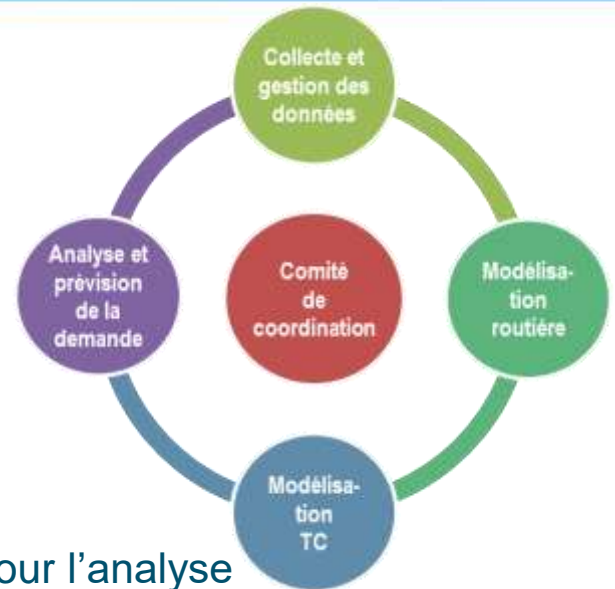 Collecte et
gestion des
données
Analyse et
prévision
de la
demande
Comité
de
coordination
Modélisa-
tion
routière
Modélisa-
tion
TC
our l’analyse